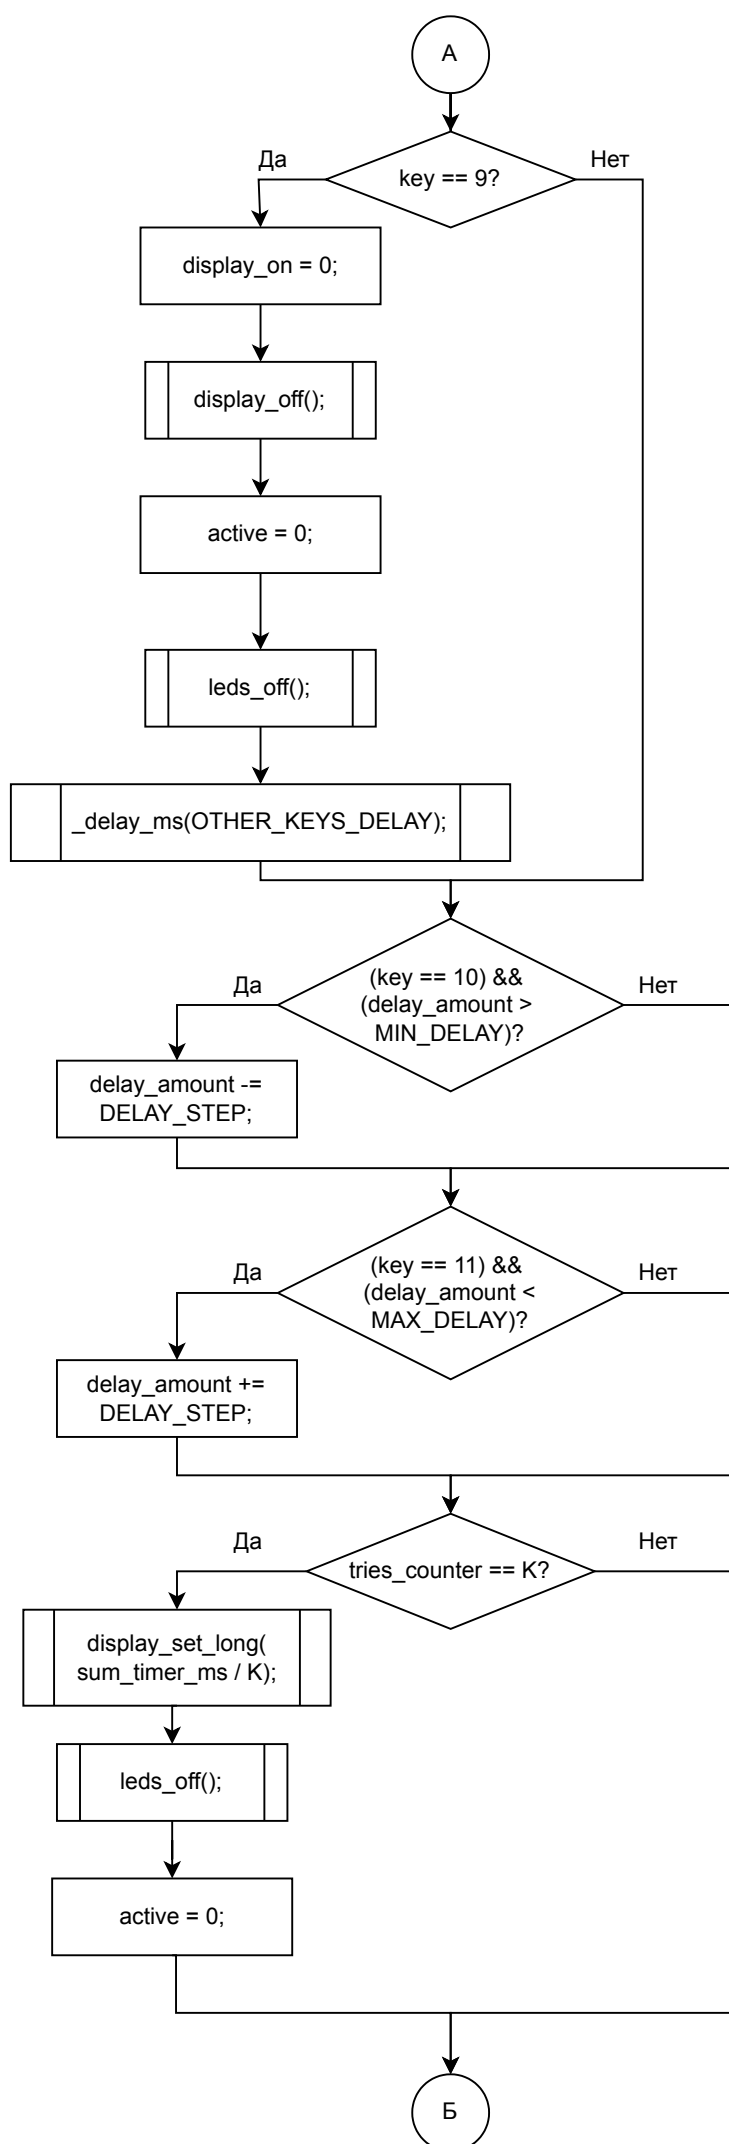 А
key == 9?
Да
Нет
display_on = 0;
display_off();
active = 0;
leds_off();
_delay_ms(OTHER_KEYS_DELAY);
(key == 10) &&
(delay_amount >
MIN_DELAY)?
Да
Нет
delay_amount -=
DELAY_STEP;
(key == 11) &&
(delay_amount <
MAX_DELAY)?
Да
Нет
delay_amount +=
DELAY_STEP;
tries_counter == K?
Да
Нет
display_set_long(
sum_timer_ms / K);
leds_off();
active = 0;
Б